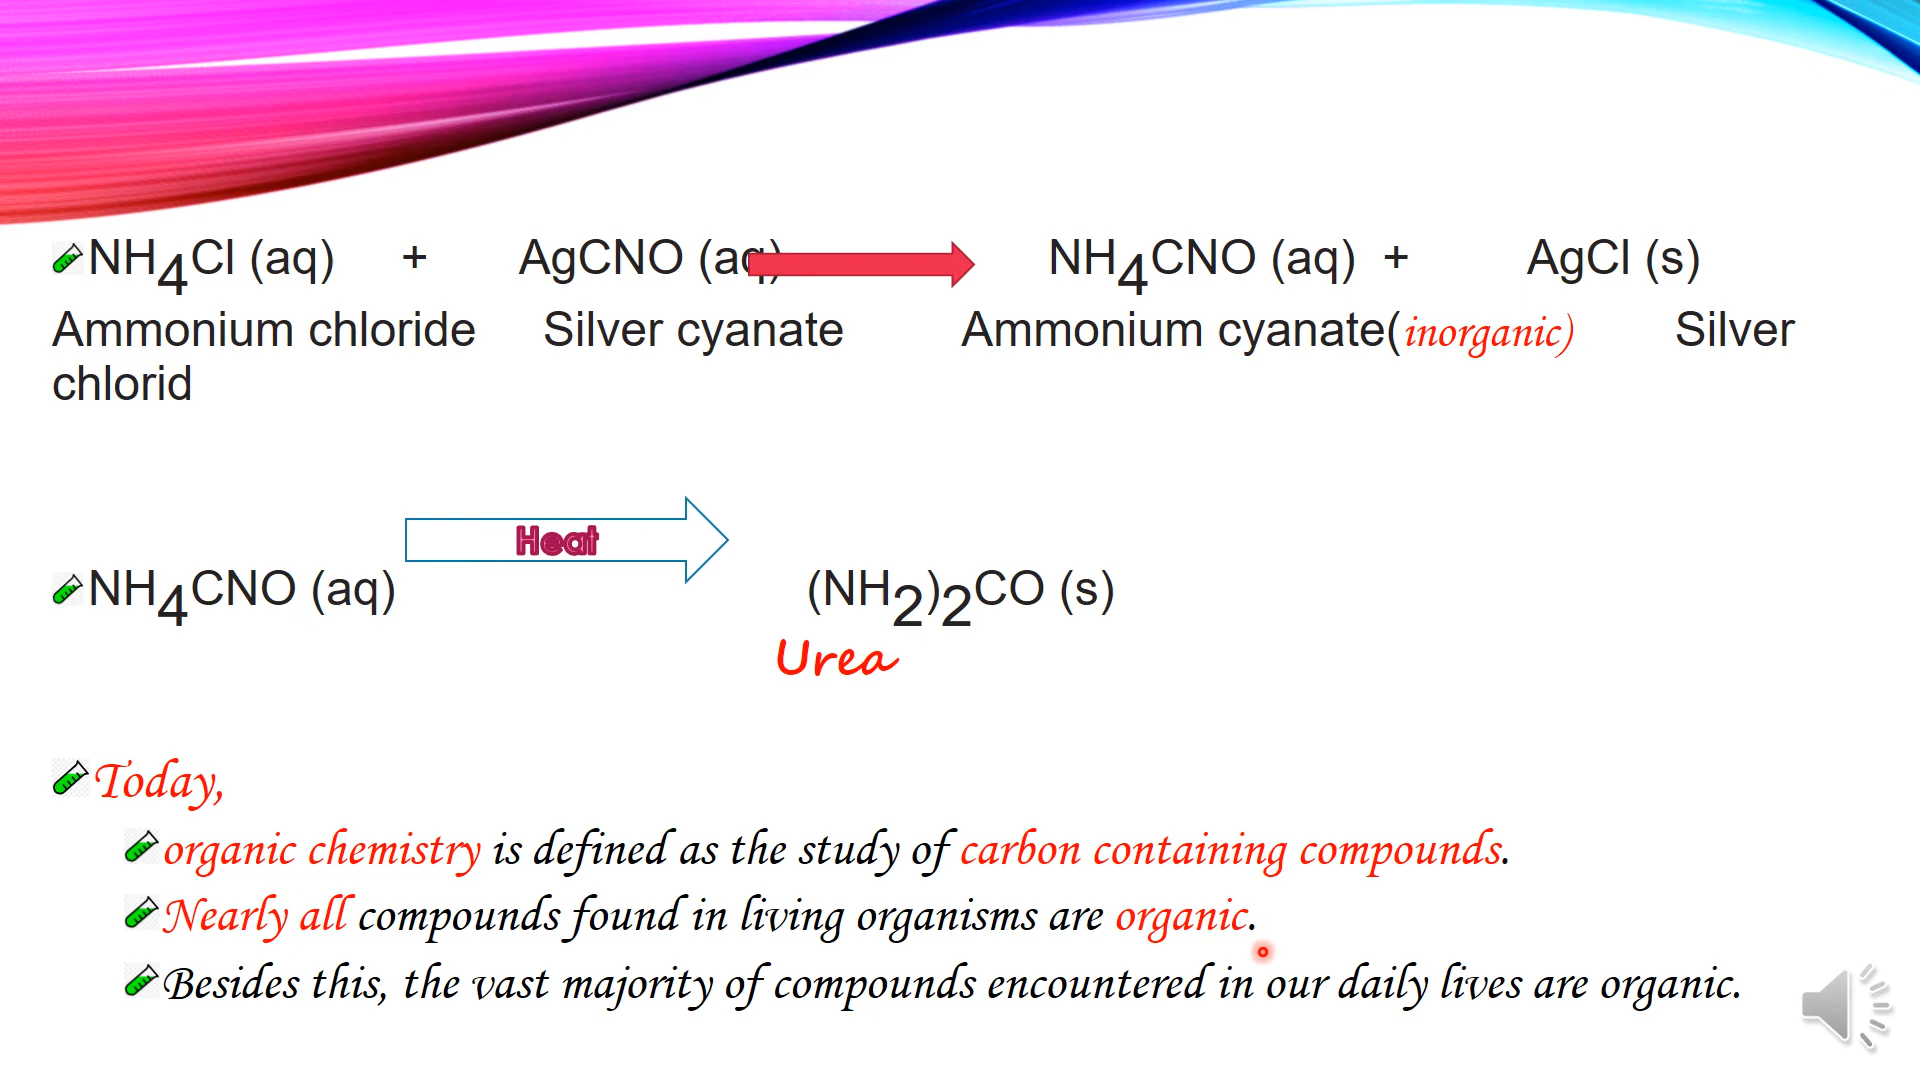 NH4Cl (aq) + AgCNO (aq) NH4CNO (aq) + AgCl (s)
Ammonium chloride Silver cyanate Ammonium cyanate(inorganic) Silver
chlorid
Heat
NH4CNO (aq) (NH2)2CO (s)
Urea
Today,
organic chemistry is defined as the study of carbon containing compounds.
Nearly all compounds found in living organisms are organic.
Besides this, the vast majority of compounds encountered in our daily lives are organic.